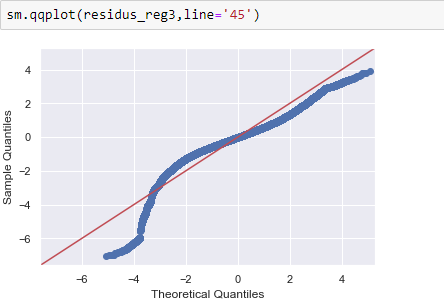 sm.qqplot(residus_reg3,line='45')
4
2
0
−2
−4
−6
Sample Quantiles
−6 −4 −2 0 2 4
Theoretical Quantiles